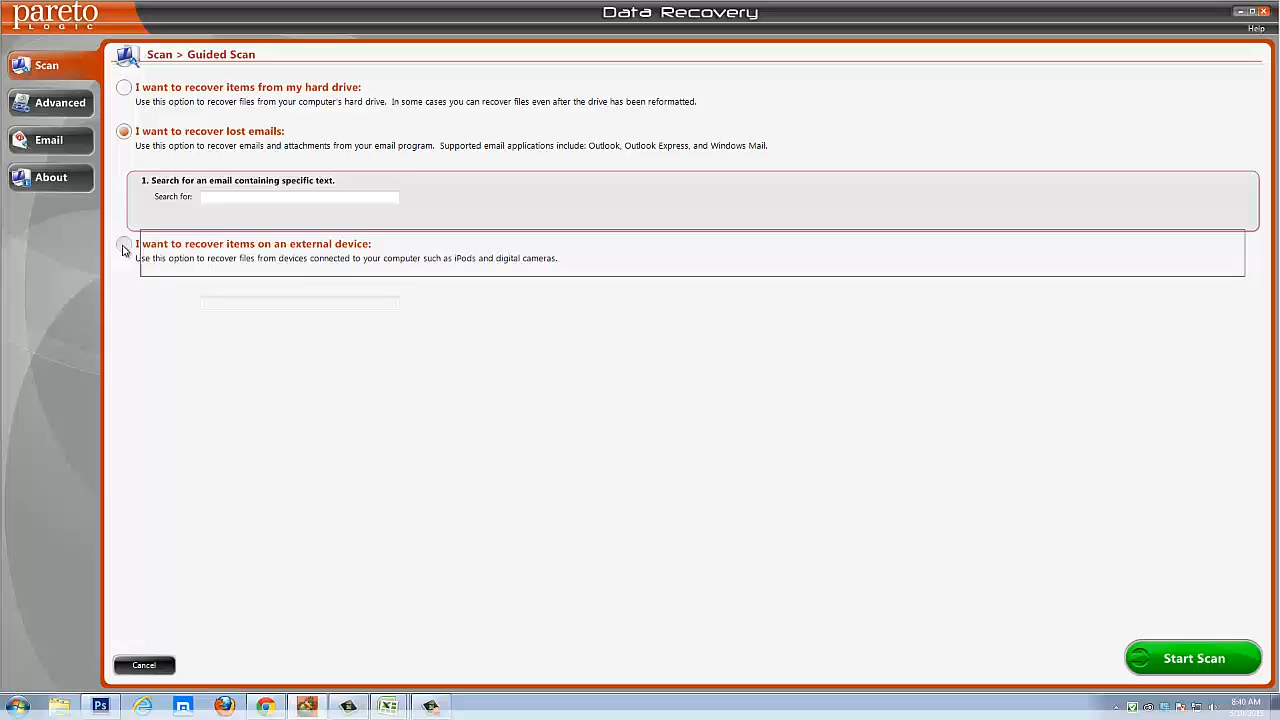 pareto
LOGIC
Data Recovery
Help
Scan
Advanced
Email
About
Scan > Guided Scan
I want to recover items from my hard drive:
Use this option to recover files from your computer's hard drive. In some cases you can recover files even after the drive has been reformatted.
I want to recover lost emails:
Use this option to recover emails and attachments from your email program. Supported email applications include: Outlook, Outlook Express, and Windows Mail.
1. Search for an email containing specific text.
Search for:
I want to recover items on an external device:
Use this option to recover files from devices connected to your computer such as iPods and digital cameras.
Cancel
Start Scan
Ps
8:40 AM